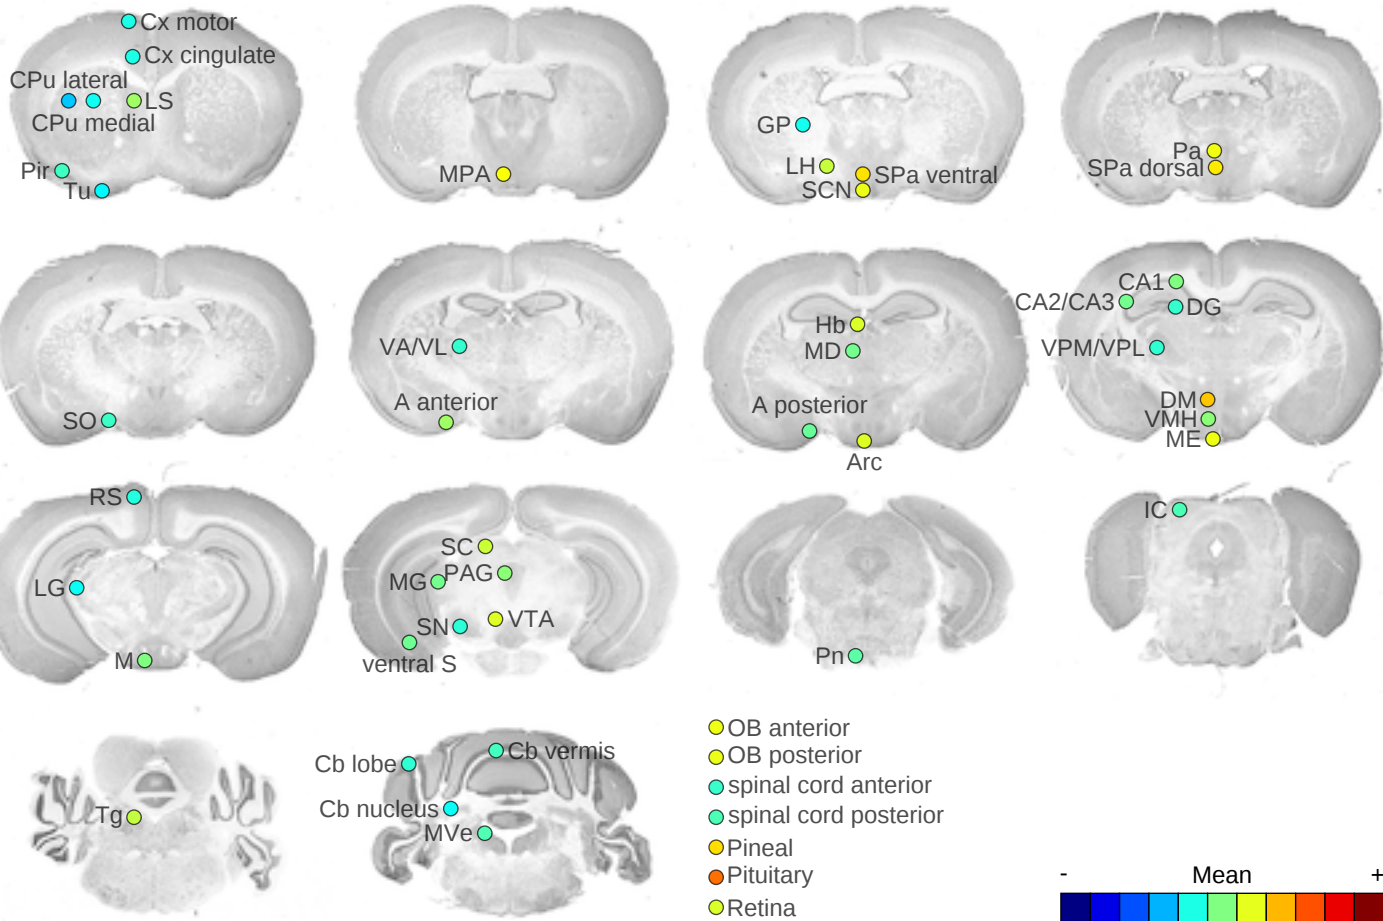 Cx motor
Cx cingulate
CPu lateral
LS
CPu medial
Pir
Tu
MPA
GP
LH
SPa ventral
SCN
Pa
SPa dorsal
SO
VA/VL
A anterior
Hb
MD
A posterior
Arc
CA1
CA2/CA3
DG
VPM/VPL
DM
VMH
ME
RS
LG
M
SC
MG
PAG
SN
VTA
ventral S
Pn
IC
Tg
Cb lobe
Cb vermis
Cb nucleus
MVe
OB anterior
OB posterior
spinal cord anterior
spinal cord posterior
Pineal
Pituitary
Retina
- Mean +